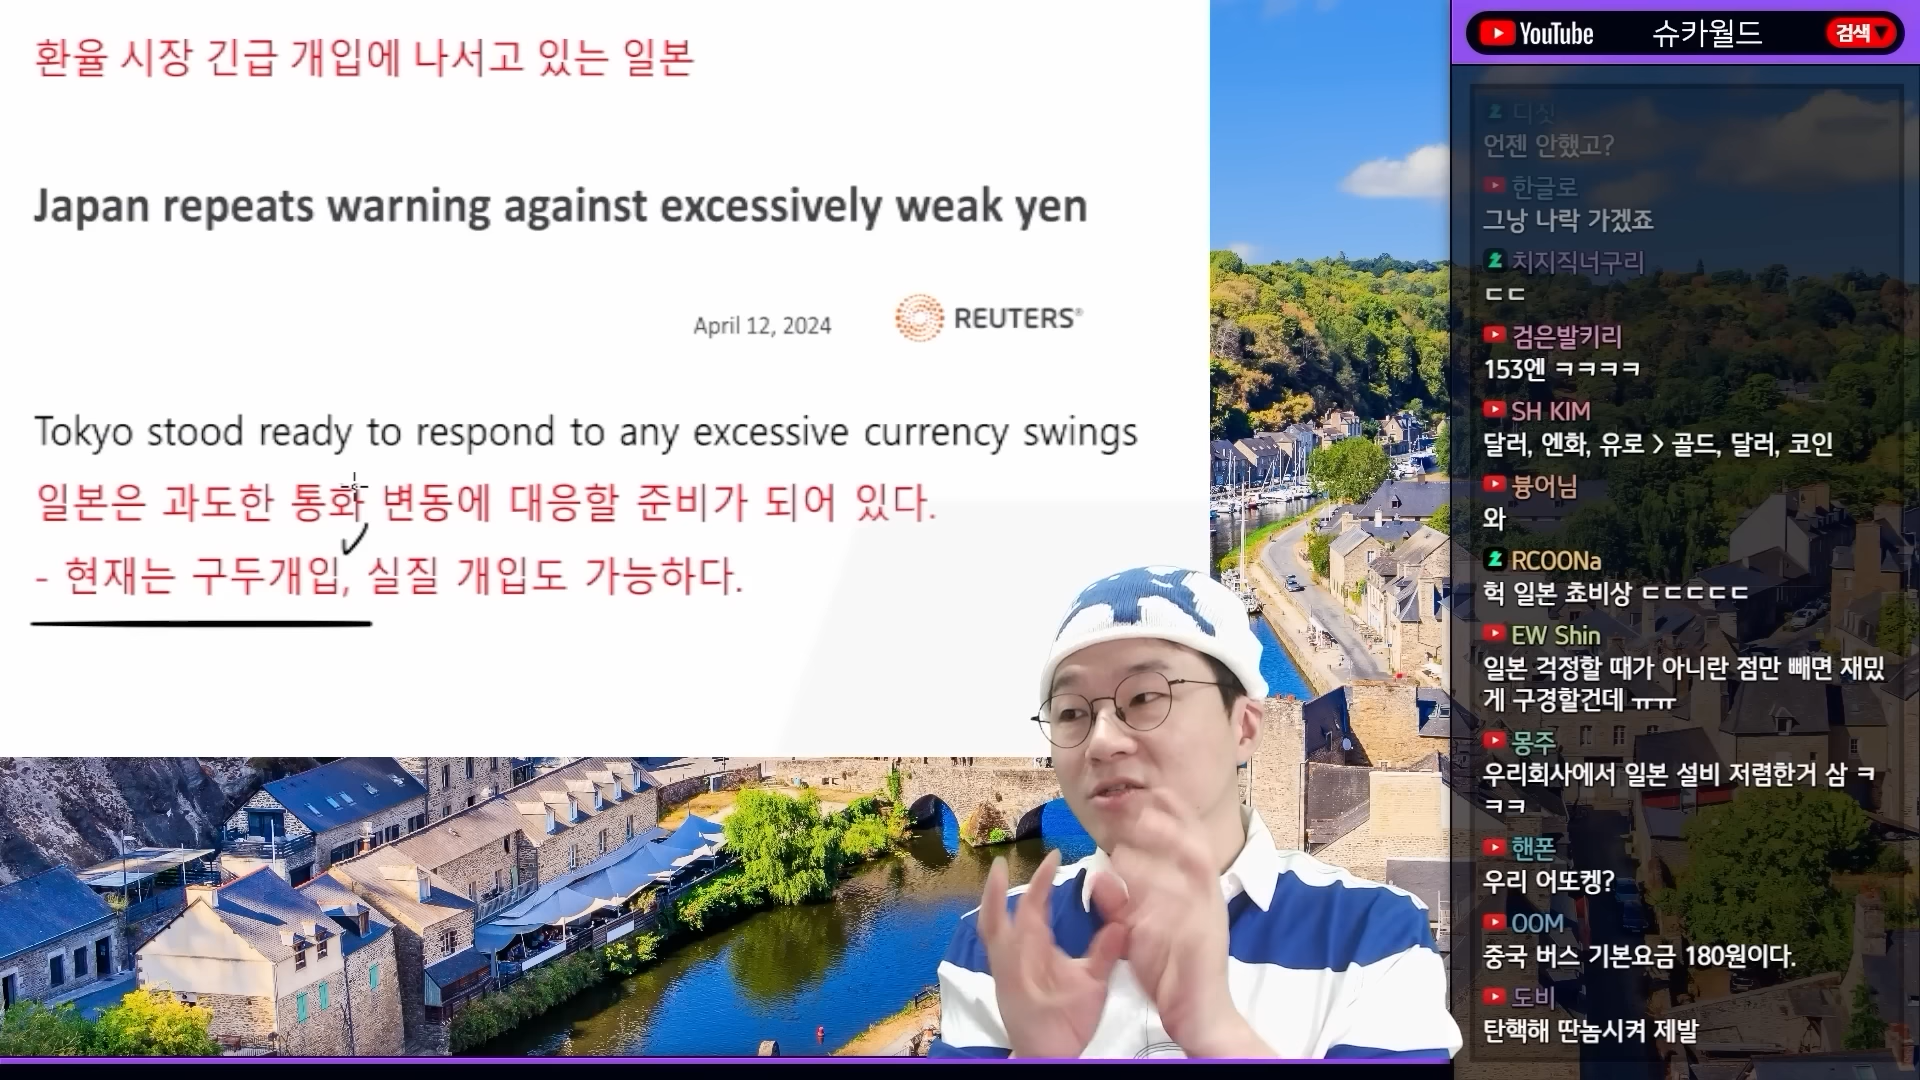 환율 시장 긴급 개입에 나서고 있는 일본
Japan repeats warning against excessively weak yen
April 12, 2024
REUTERS
Tokyo stood ready to respond to any excessive currency swings
일본은 과도한 통화 변동에 대응할 준비가 되어 있다.
- 현재는 구두개입, 실질 개입도 가능하다.
YouTube 슈카월드 검색
디싯
언젠 안했고?
한글로
그냥 나락 가겠죠
치지직너구리
ㄷㄷ
검은발키리
153엔 ㅋㅋㅋㅋ
SH KIM
달러, 엔화, 유로 > 골드, 달러, 코인
븅어님
와
RCOONa
헉 일본 쵸비상 ㄷㄷㄷㄷㄷ
EW Shin
일본 걱정할 때가 아니란 점만 빼면 재밌
게 구경할건데 ㅠㅠ
몽주
우리회사에서 일본 설비 저렴한거 삼 ㅋ
ㅋㅋ
핸폰
우리 어또켕?
OOM
중국 버스 기본요금 180원이다.
도비
탄핵해 딴놈시켜 제발